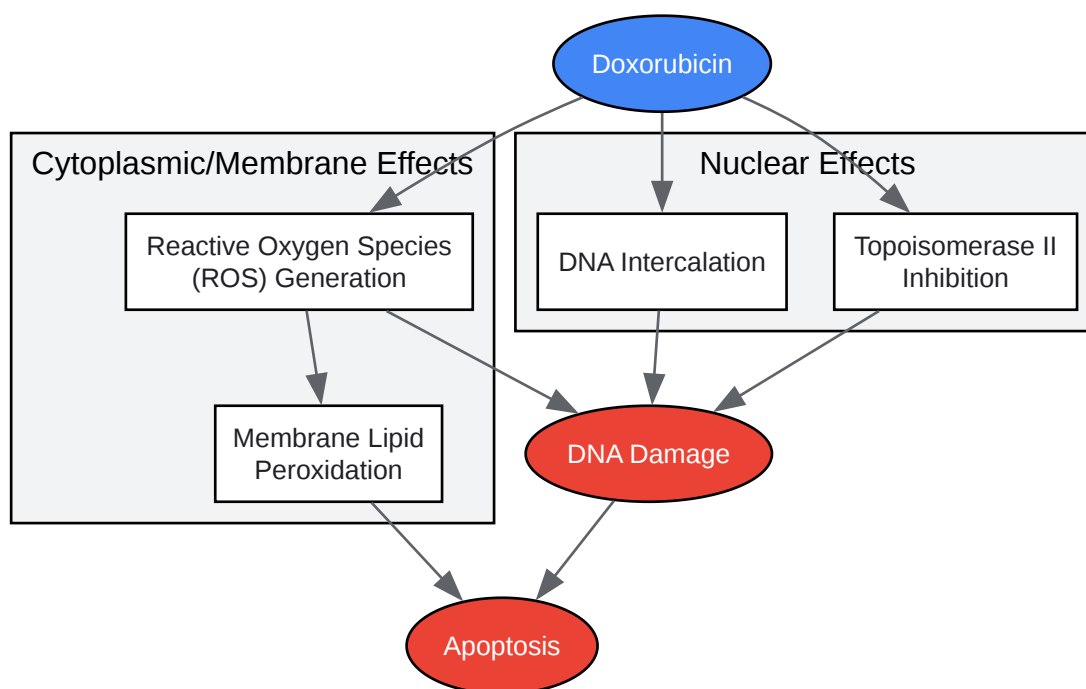 Doxorubicin
Cytoplasmic/Membrane Effects
Nuclear Effects
Reactive Oxygen Species
(ROS) Generation
DNA Intercalation
Topoisomerase II
Inhibition
Membrane Lipid
Peroxidation
DNA Damage
Apoptosis